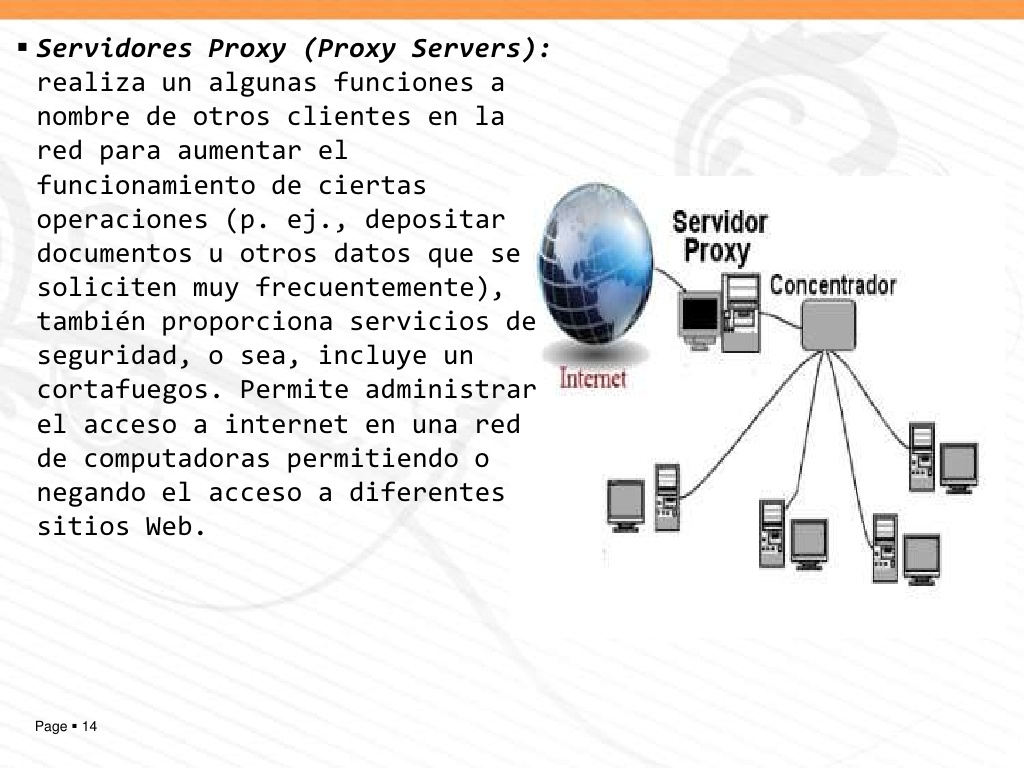 ▪ Servidores Proxy (Proxy Servers):
realiza un algunas funciones a
nombre de otros clientes en la
red para aumentar el
funcionamiento de ciertas
operaciones (p. ej., depositar
documentos u otros datos que se
soliciten muy frecuentemente),
también proporciona servicios de
seguridad, o sea, incluye un
cortafuegos. Permite administrar
el acceso a internet en una red
de computadoras permitiendo o
negando el acceso a diferentes
sitios Web.
Servidor
Proxy
Concentrador
Internet
Page ▪ 14